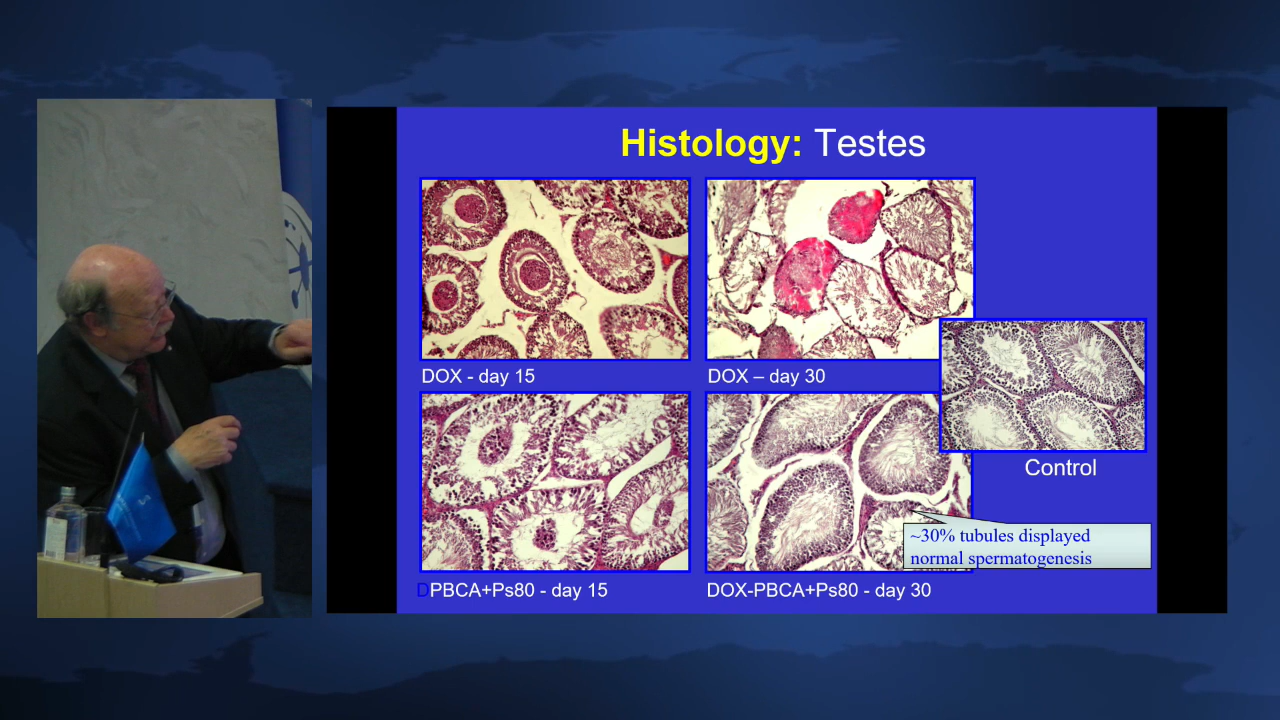 Histology: Testes
DOX - day 15
DOX – day 30
Control
~30% tubules displayed
normal spermatogenesis
DPBCA+Ps80 - day 15
DOX-PBCA+Ps80 - day 30